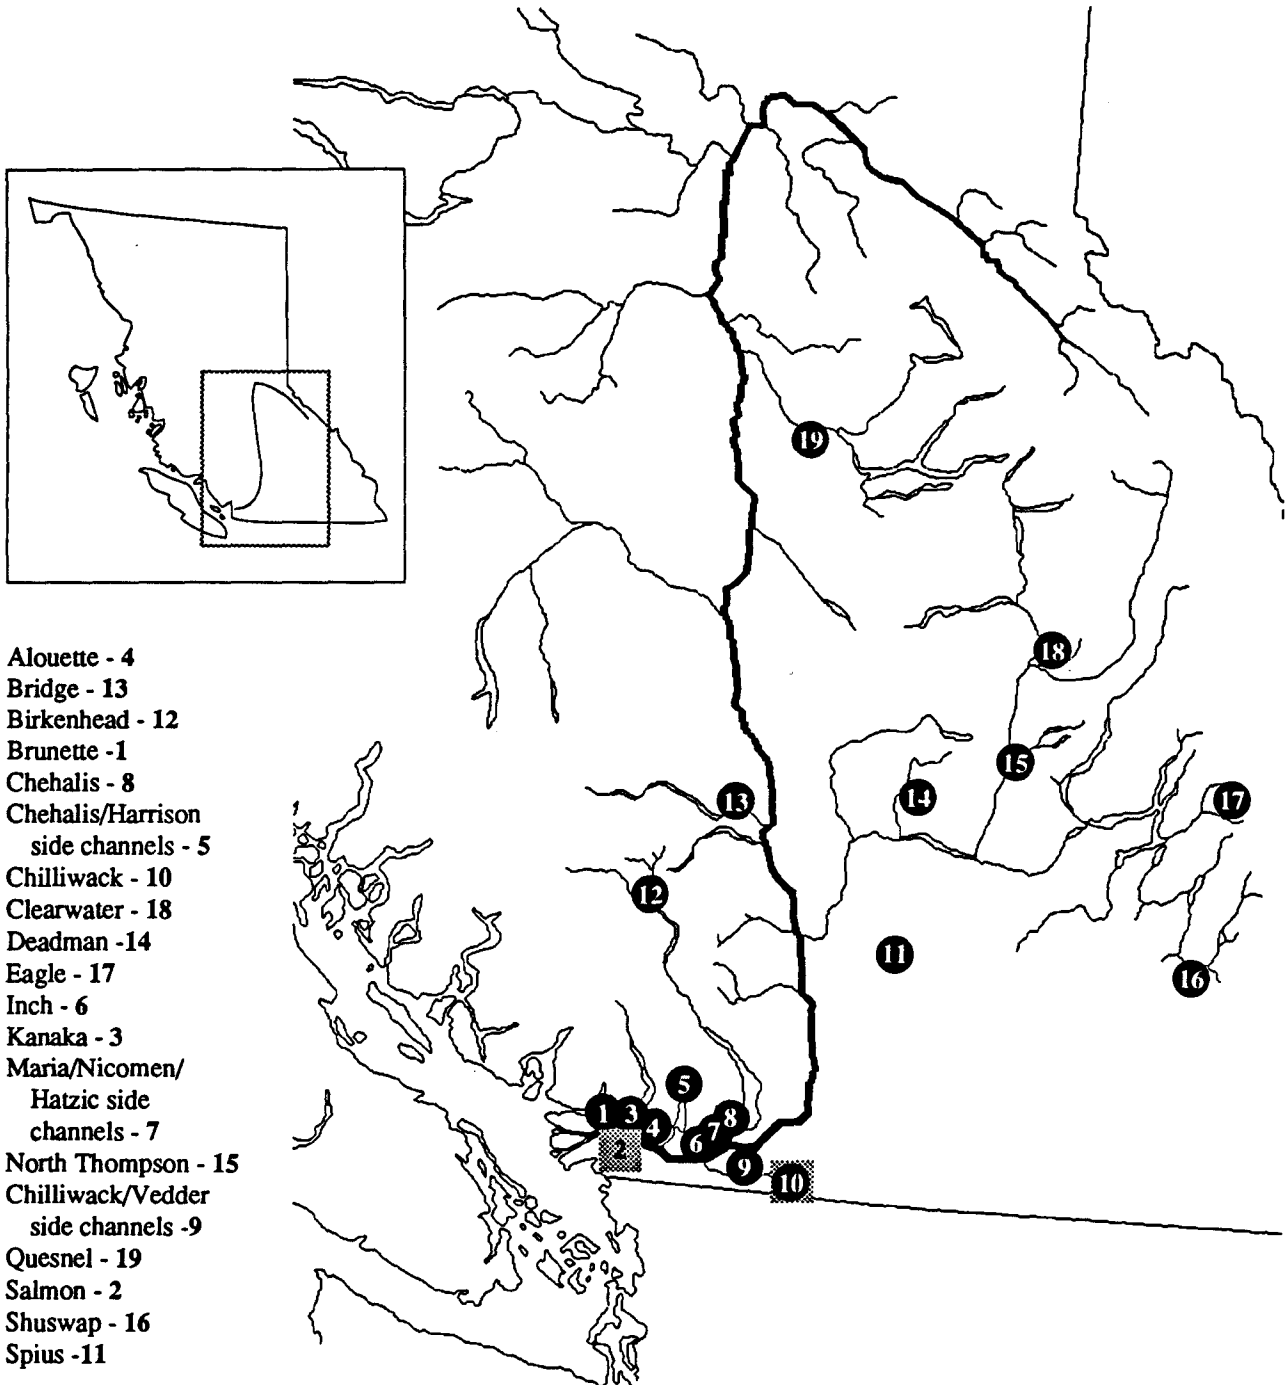 19
18
15
17
14
13
12
11
16
5
1
3
4
8
7
6
2
9
10
Alouette - 4
Bridge - 13
Birkenhead - 12
Brunette -1
Chehalis - 8
Chehalis/Harrison
side channels - 5
Chilliwack - 10
Clearwater - 18
Deadman -14
Eagle - 17
Inch - 6
Kanaka - 3
Maria/Nicomen/
Hatzic side
channels - 7
North Thompson - 15
Chilliwack/Vedder
side channels -9
Quesnel - 19
Salmon - 2
Shuswap - 16
Spius -11